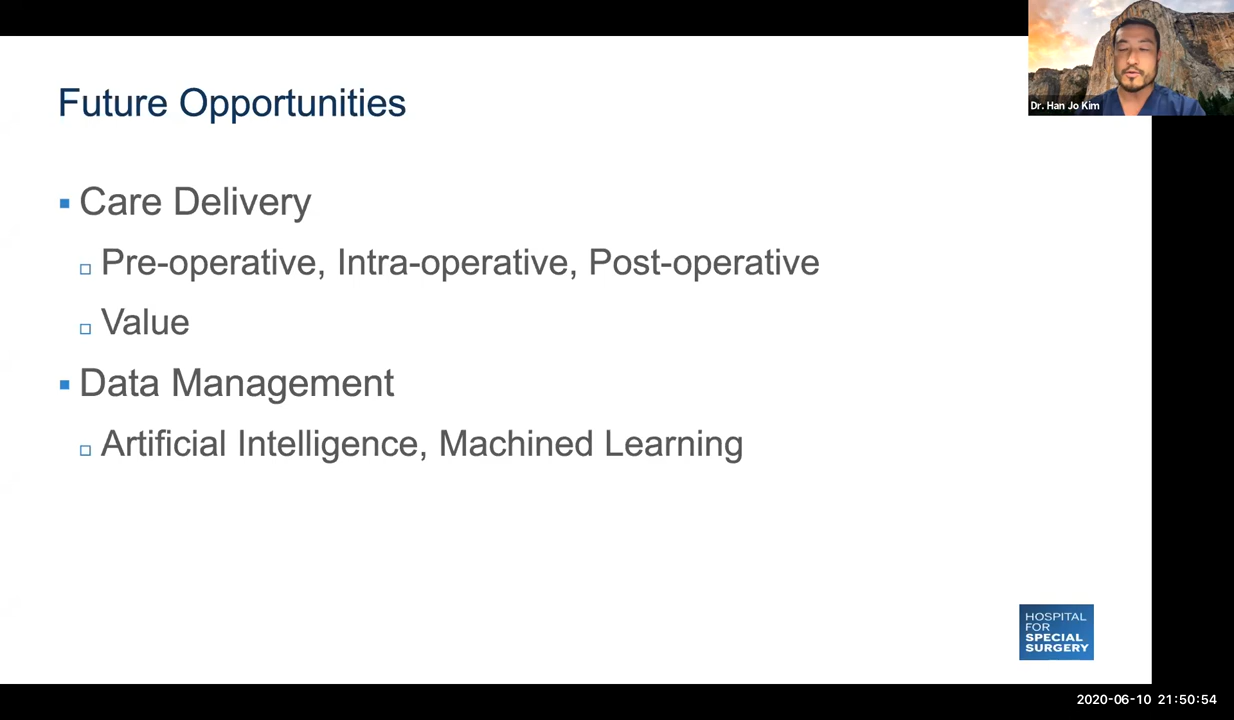 Dr. Han Jo Kim
Future Opportunities
Care Delivery
Pre-operative, Intra-operative, Post-operative
Value
Data Management
Artificial Intelligence, Machined Learning
HOSPITAL
FOR
SPECIAL
SURGERY
2020-06-10 21:50:54